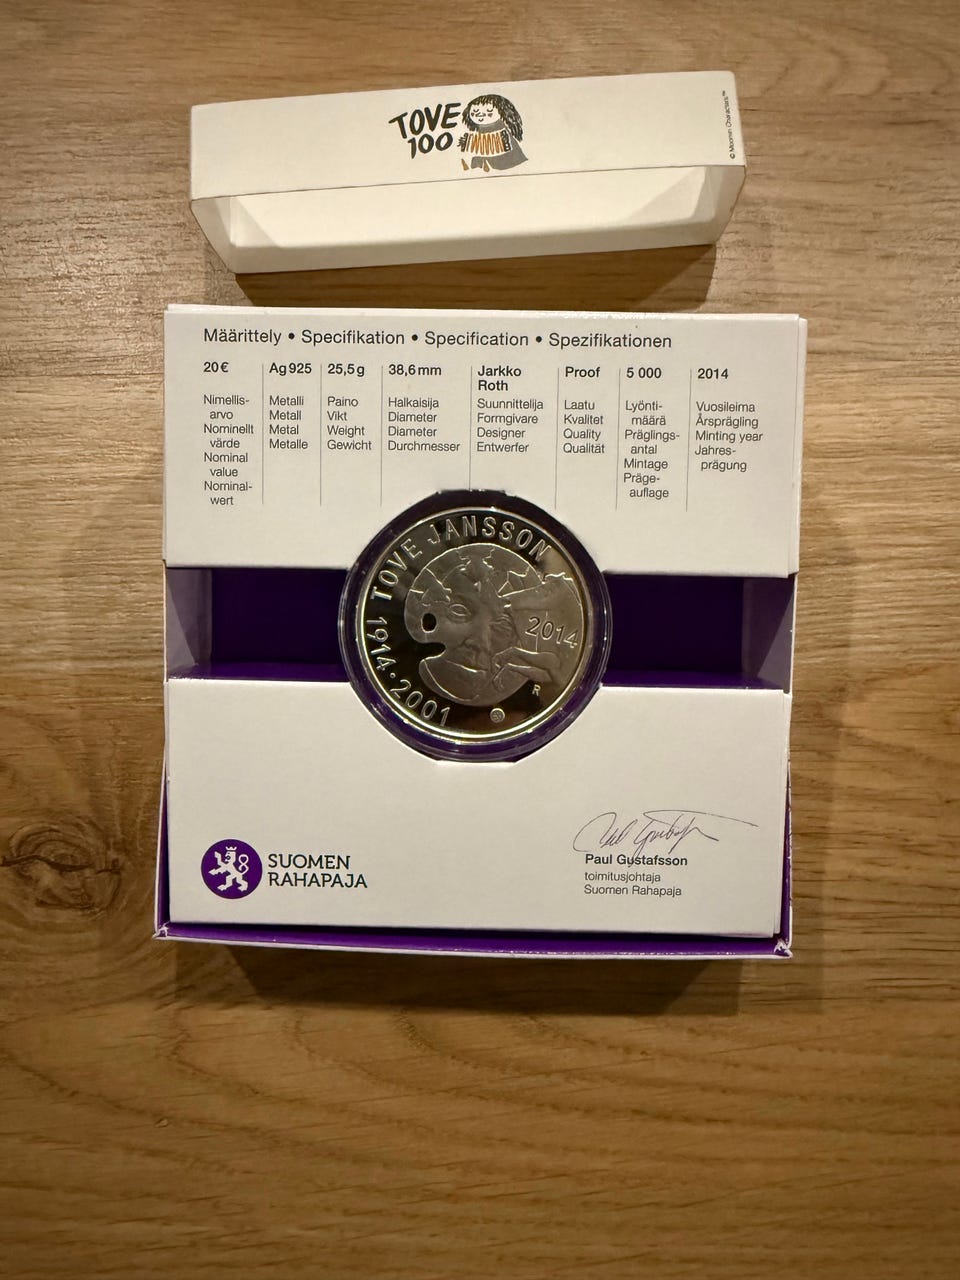 TOVE
100
© Moomin Characters™
Määrittely • Specifikation • Specification • Spezifikationen
20 €
Nimellis-
arvo
Nominellt
värde
Nominal
value
Nominal-
wert
Ag 925
Metalli
Metall
Metal
Metalle
25,5 g
Paino
Vikt
Weight
Gewicht
38,6 mm
Halkaisija
Diameter
Diameter
Durchmesser
Jarkko
Roth
Suunnittelija
Formgivare
Designer
Entwerfer
Proof
Laatu
Kvalitet
Quality
Qualität
5 000
Lyönti-
määrä
Präglings-
antal
Mintage
Präge-
auflage
2014
Vuosileima
Årsprägling
Minting year
Jahres-
prägung
TOVE JANSSON
1914·2001
2014
R
SUOMEN
RAHAPAJA
Paul Gustafsson
toimitusjohtaja
Suomen Rahapaja